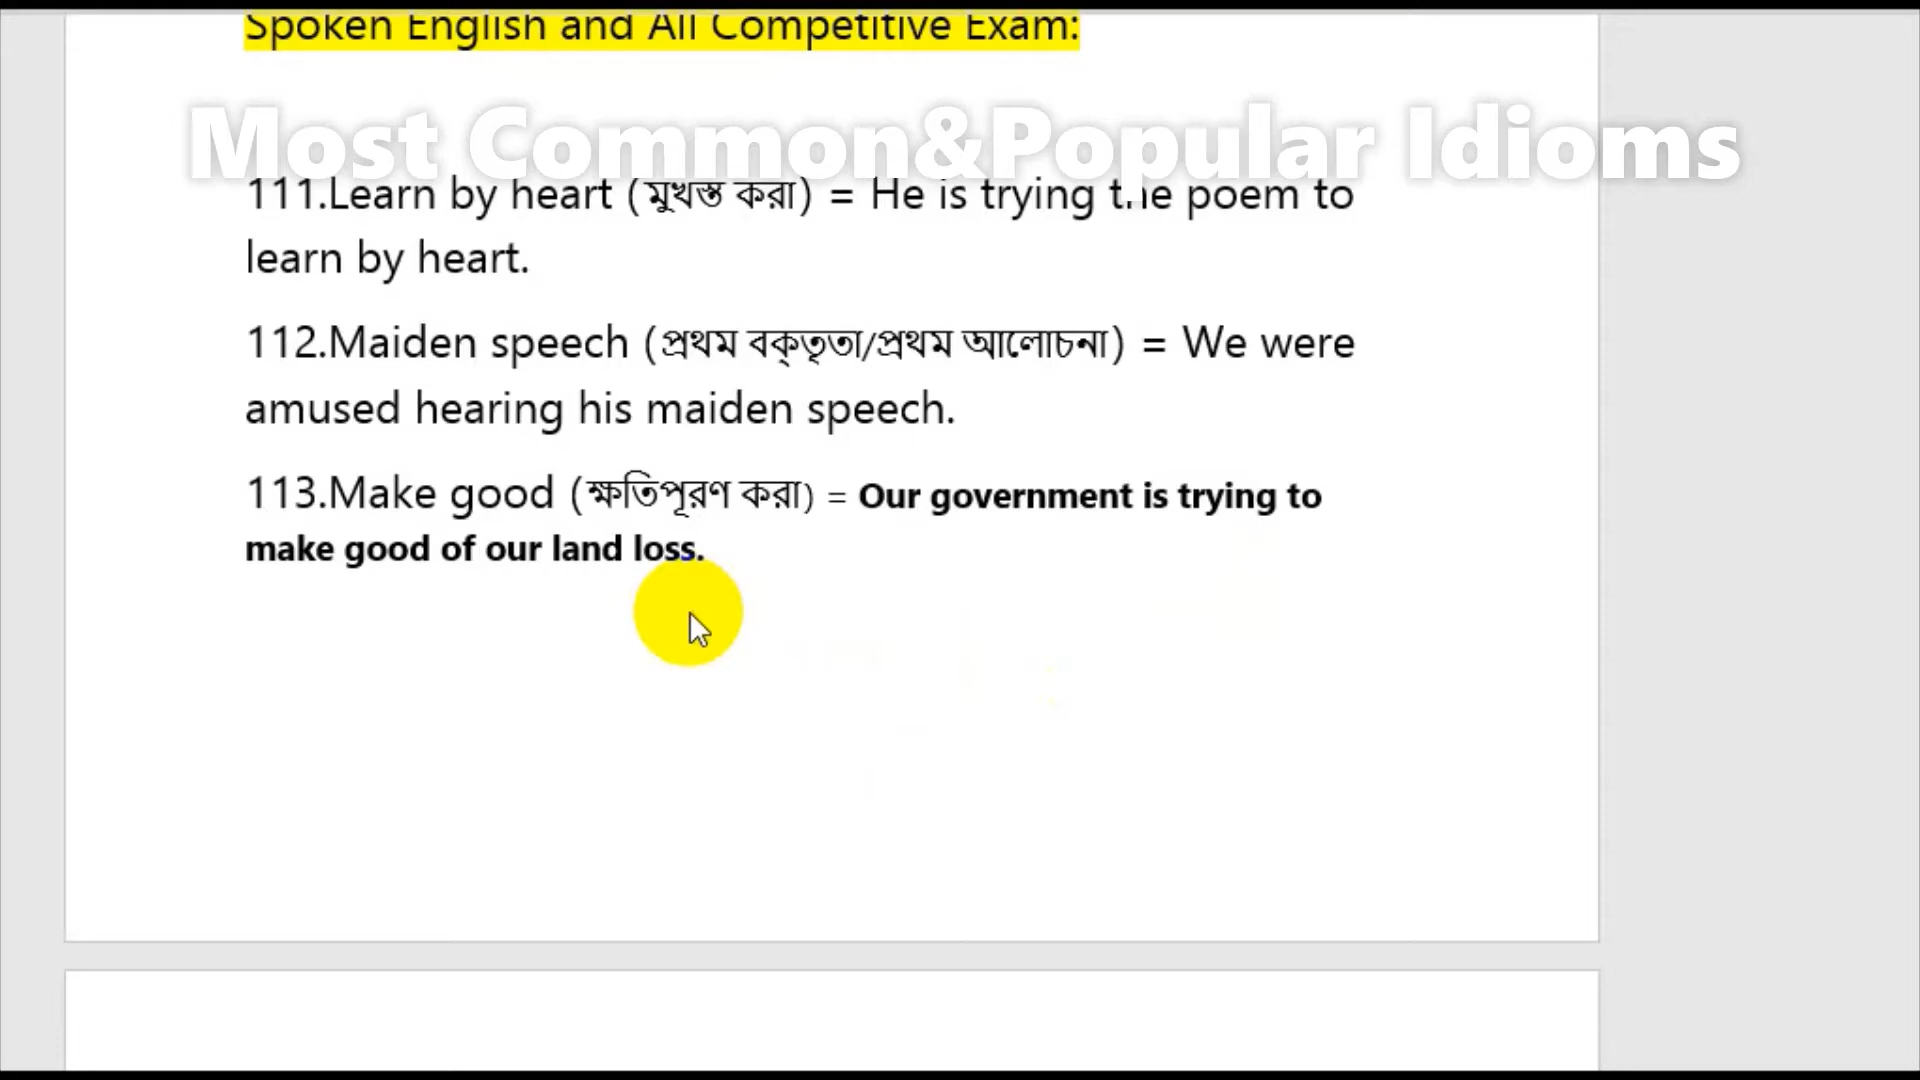 Spoken English and All Competitive Exam:
Most Common&Popular Idioms
111.Learn by heart (মুখস্ত করা) = He is trying the poem to
learn by heart.
112.Maiden speech (প্রথম বক্তৃতা/প্রথম আলোচনা) = We were
amused hearing his maiden speech.
113.Make good (ক্ষতিপূরণ করা) = Our government is trying to
make good of our land loss.